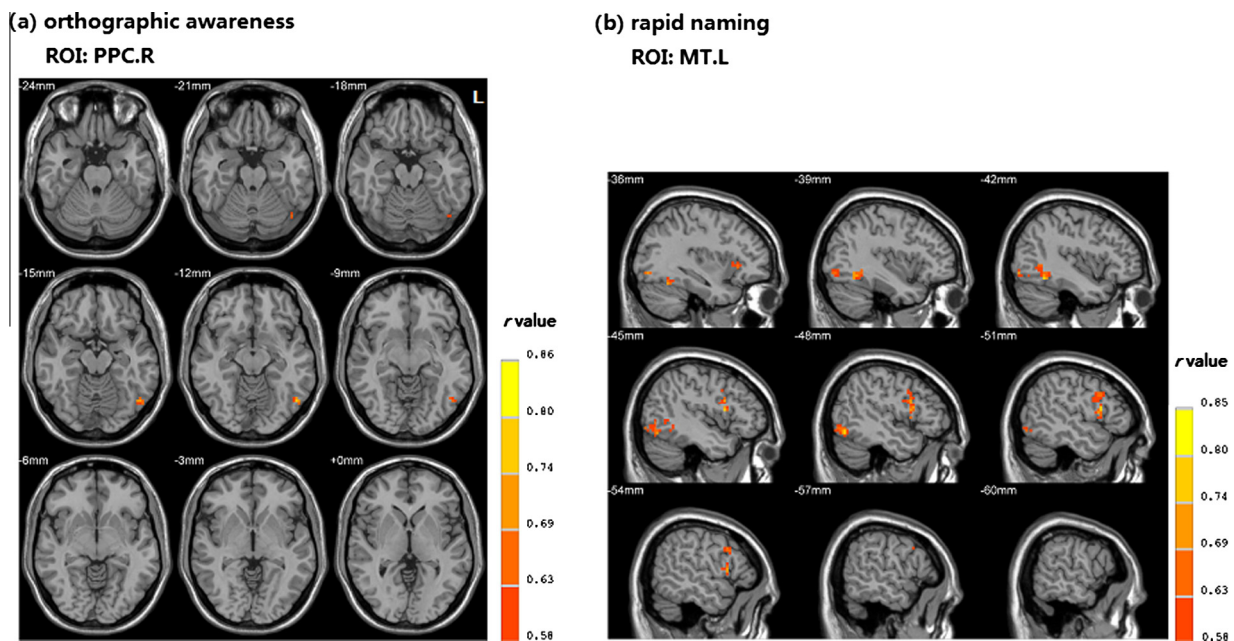 (a) orthographic awareness
ROI: PPC.R
-24mm
-21mm
-18mm
L
-15mm
-12mm
-9mm
-6mm
-3mm
+0mm
r value
0.86
0.80
0.74
0.69
0.63
0.58
(b) rapid naming
ROI: MT.L
-36mm
-39mm
-42mm
-45mm
-48mm
-51mm
-54mm
-57mm
-60mm
r value
0.85
0.80
0.74
0.69
0.63
0.58